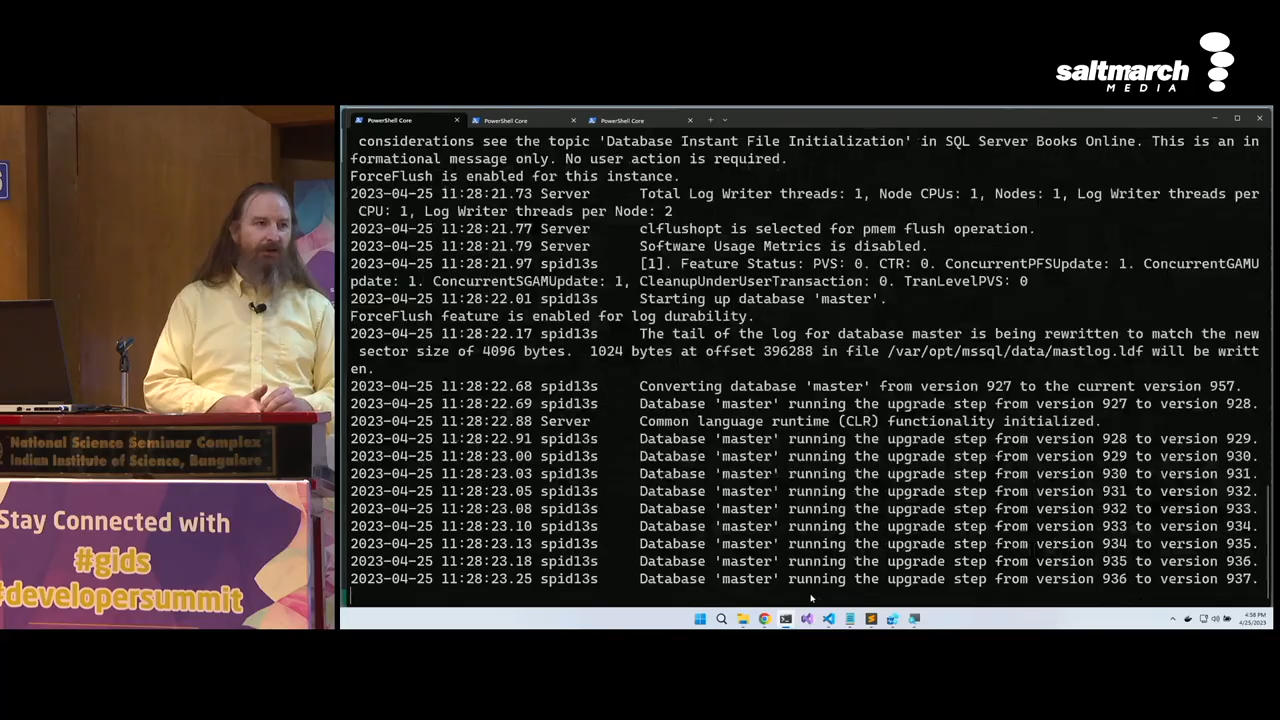 saltmarch
MEDIA
PowerShell Core
PowerShell Core
PowerShell Core
considerations see the topic 'Database Instant File Initialization' in SQL Server Books Online. This is an in
formational message only. No user action is required.
ForceFlush is enabled for this instance.
2023-04-25 11:28:21.73 Server Total Log Writer threads: 1, Node CPUs: 1, Nodes: 1, Log Writer threads per
CPU: 1, Log Writer threads per Node: 2
2023-04-25 11:28:21.77 Server clflushopt is selected for pmem flush operation.
2023-04-25 11:28:21.79 Server Software Usage Metrics is disabled.
2023-04-25 11:28:21.97 spid13s [1]. Feature Status: PVS: 0. CTR: 0. ConcurrentPFSUpdate: 1. ConcurrentGAMU
pdate: 1. ConcurrentSGAMUpdate: 1, CleanupUnderUserTransaction: 0. TranLevelPVS: 0
2023-04-25 11:28:22.01 spid13s Starting up database 'master'.
ForceFlush feature is enabled for log durability.
2023-04-25 11:28:22.17 spid13s The tail of the log for database master is being rewritten to match the new
sector size of 4096 bytes. 1024 bytes at offset 396288 in file /var/opt/mssql/data/mastlog.ldf will be writt
en.
2023-04-25 11:28:22.68 spid13s Converting database 'master' from version 927 to the current version 957.
2023-04-25 11:28:22.69 spid13s Database 'master' running the upgrade step from version 927 to version 928.
2023-04-25 11:28:22.88 Server Common language runtime (CLR) functionality initialized.
2023-04-25 11:28:22.91 spid13s Database 'master' running the upgrade step from version 928 to version 929.
2023-04-25 11:28:23.00 spid13s Database 'master' running the upgrade step from version 929 to version 930.
2023-04-25 11:28:23.03 spid13s Database 'master' running the upgrade step from version 930 to version 931.
2023-04-25 11:28:23.05 spid13s Database 'master' running the upgrade step from version 931 to version 932.
2023-04-25 11:28:23.08 spid13s Database 'master' running the upgrade step from version 932 to version 933.
2023-04-25 11:28:23.10 spid13s Database 'master' running the upgrade step from version 933 to version 934.
2023-04-25 11:28:23.13 spid13s Database 'master' running the upgrade step from version 934 to version 935.
2023-04-25 11:28:23.18 spid13s Database 'master' running the upgrade step from version 935 to version 936.
2023-04-25 11:28:23.25 spid13s Database 'master' running the upgrade step from version 936 to version 937.
4:58 PM
4/25/2023
National Science Seminar Complex
Indian Institute of Science, Bangalore
Stay Connected with
#gids
#developersummit